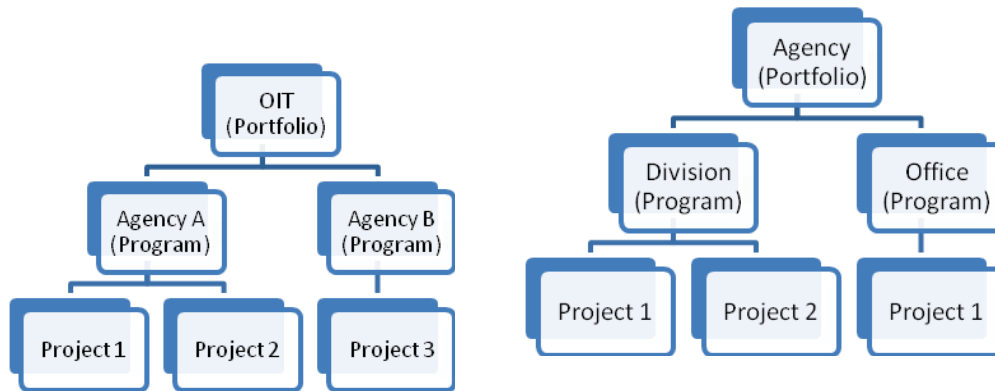 OIT
(Portfolio)
Agency A
(Program)
Agency B
(Program)
Project 1
Project 2
Project 3
Agency
(Portfolio)
Division
(Program)
Office
(Program)
Project 1
Project 2
Project 1